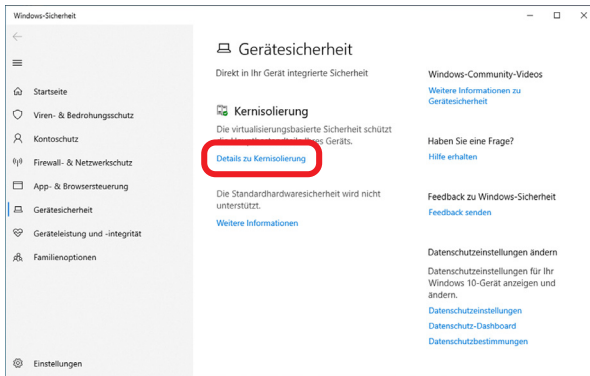 Windows-Sicherheit
Startseite
Viren- & Bedrohungsschutz
Kontoschutz
Firewall- & Netzwerkschutz
App- & Browsersteuerung
Gerätesicherheit
Geräteleistung und -integrität
Familienoptionen
Einstellungen
Gerätesicherheit
Direkt in Ihr Gerät integrierte Sicherheit
Kernisolierung
Die virtualisierungsbasierte Sicherheit schützt
Ihres Geräts.
Details zu Kernisolierung
Die Standardhardwaresicherheit wird nicht
unterstützt.
Weitere Informationen
Windows-Community-Videos
Weitere Informationen zu
Gerätesicherheit
Haben Sie eine Frage?
Hilfe erhalten
Feedback zu Windows-Sicherheit
Feedback senden
Datenschutzeinstellungen ändern
Datenschutzeinstellungen für Ihr
Windows 10-Gerät anzeigen und
ändern.
Datenschutzeinstellungen
Datenschutz-Dashboard
Datenschutzbestimmungen